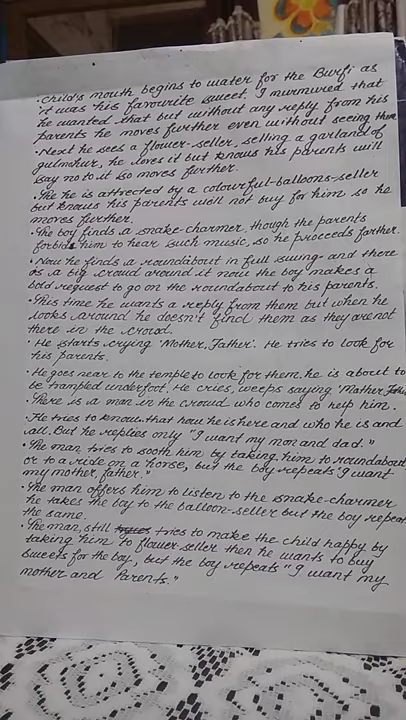 • Child's mouth begins to water for the Burfi as
it was his favourite sweet. I murmured that
he wanted that but without any reply from his
parents he moves further even without seeing them
• Next he sees a flower-seller, selling a garland of
gulmohur, he loves it but knows his parents will
say no to it so moves further.
• The he is attracted by a colourful-balloons-seller
but knows his parents will not buy for him so he
moves further.
• The boy finds a snake-charmer, though the parents
forbids him to hear such music, so he proceeds farther.
• Now he finds a roundabout in full swing and there
is a big crowd around it now the boy makes a
bold request to go on the roundabout to his parents.
• This time he wants a reply from them but when he
looks around he doesn't find them as they are not
there in the crowd.
• He starts crying 'Mother, Father'. He tries to look for
his parents.
• He goes near to the temple to look for them. he is about to
be trampled underfoot. He cries, weeps saying 'Mother Father
• There is a man in the crowd who comes to help him.
• He tries to know that how he is here and who he is and
all. But he replies only "I want my mom and dad."
• The man tries to sooth him by taking him to roundabout
or to a ride on a horse, but the boy repeats "I want
my mother, father."
• The man offers him to listen to the snake-charmer
he takes the boy to the balloon-seller but the boy repeats
the same
• The man, still tries to make the child happy by
taking him to flower-seller then he wants to buy
sweets for the boy, but the boy repeats "I want my
mother and Parents."